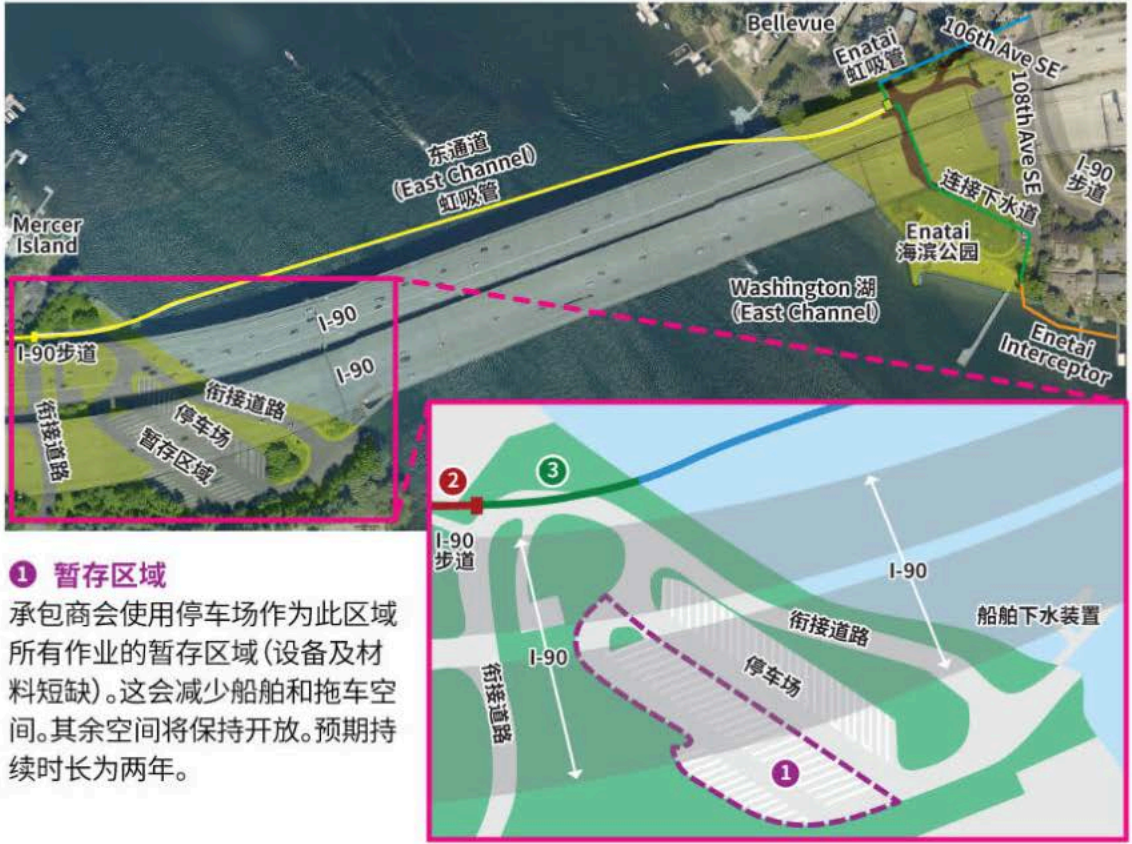 Bellevue
Enatai
虹吸管
106th Ave SE
108th Ave SE
I-90
步道
东通道
(East Channel)
虹吸管
连接下水道
Enatai
海滨公园
Mercer
Island
Washington 湖
(East Channel)
Enetai
Interceptor
I-90
I-90
I-90步道
衔接道路
衔接道路
停车场
暂存区域
2
3
I-90
步道
I-90
I-90
船舶下水装置
衔接道路
衔接道路
停车场
1
1 暂存区域
承包商会使用停车场作为此区域
所有作业的暂存区域(设备及材
料短缺)。这会减少船舶和拖车空
间。其余空间将保持开放。预期持
续时长为两年。